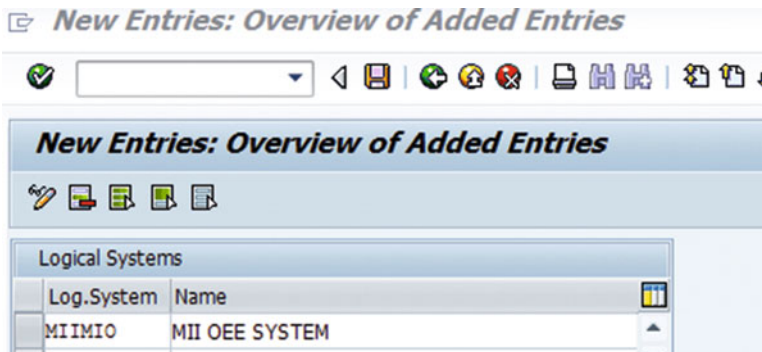 New Entries: Overview of Added Entries
New Entries: Overview of Added Entries
Logical Systems
Log.System Name
MIIMIO MII OEE SYSTEM